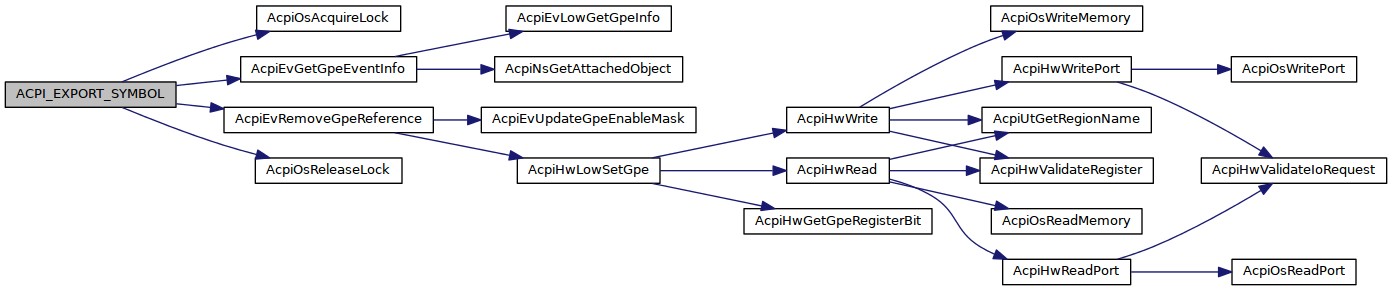 ACPI_EXPORT_SYMBOL
AcpiOsAcquireLock
AcpiEvGetGpeEventInfo
AcpiEvRemoveGpeReference
AcpiOsReleaseLock
AcpiEvLowGetGpeInfo
AcpiNsGetAttachedObject
AcpiEvUpdateGpeEnableMask
AcpiHwLowSetGpe
AcpiHwWrite
AcpiHwRead
AcpiHwGetGpeRegisterBit
AcpiOsWriteMemory
AcpiHwWritePort
AcpiUtGetRegionName
AcpiHwValidateRegister
AcpiOsReadMemory
AcpiHwReadPort
AcpiOsWritePort
AcpiHwValidateIoRequest
AcpiOsReadPort